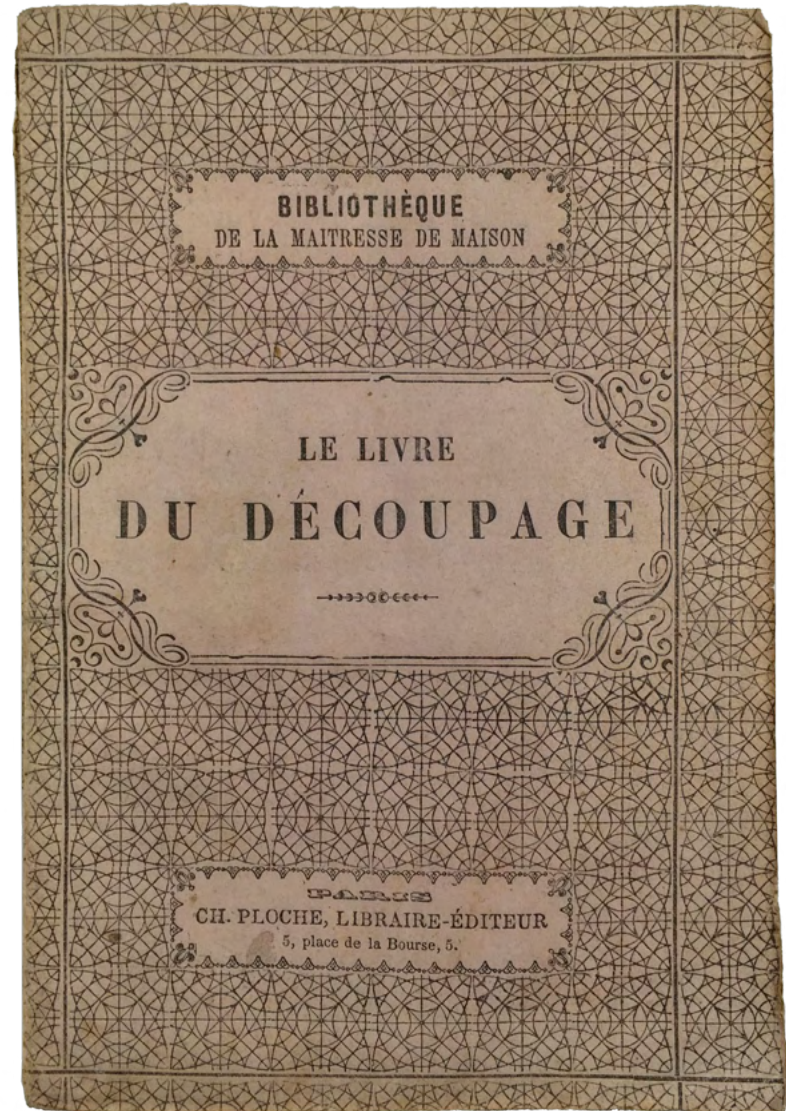 BIBLIOTHÈQUE
DE LA MAITRESSE DE MAISON
LE LIVRE
DU DÉCOUPAGE
PARIS
CH. PLOCHE, LIBRAIRE-ÉDITEUR
5, place de la Bourse, 5.